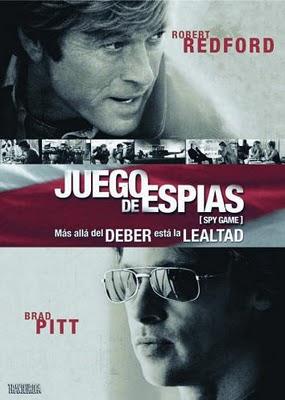 ROBERT
REDFORD
JUEGO
DE ESPIAS
[SPY GAME]
Más allá del DEBER está la LEALTAD
BRAD
PITT